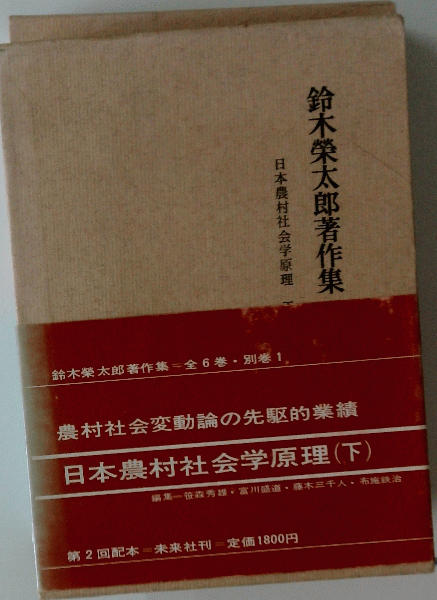 鈴木榮太郎著作集
日本農村社会学原理 下
鈴木榮太郎著作集＝全6巻・別巻1
農村社会変動論の先駆的業績
日本農村社会学原理(下)
編集＝笹森秀雄・富川盛道・藤木三千人・布施鉄治
第2回配本＝未来社刊＝定価1800円